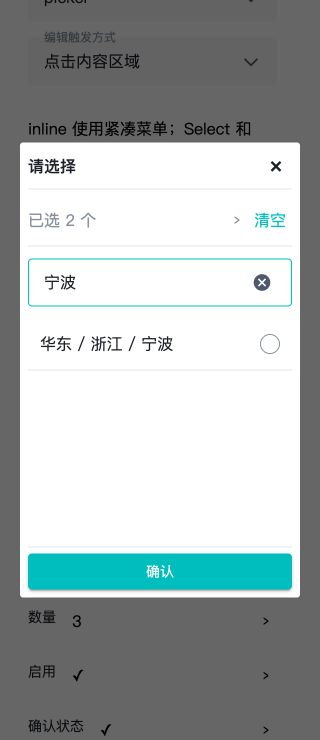 picker
编辑触发方式
点击内容区域
inline 使用紧凑菜单；Select 和
请选择
已选 2 个
清空
宁波
华东 / 浙江 / 宁波
确认
数量 3
启用 ✓
确认状态 ✓